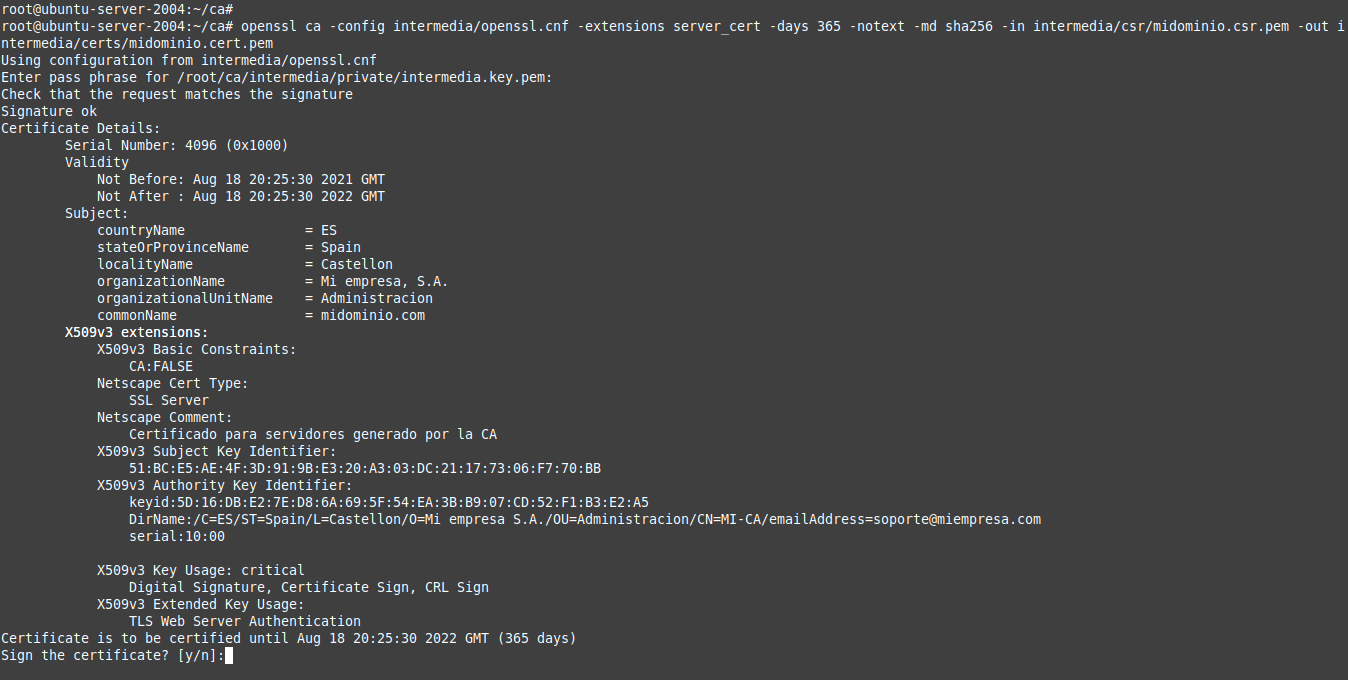 root@ubuntu-server-2004:~/ca#
root@ubuntu-server-2004:~/ca# openssl ca -config intermedia/openssl.cnf -extensions server_cert -days 365 -notext -md sha256 -in intermedia/csr/midominio.csr.pem -out i
ntermedia/certs/midominio.cert.pem
Using configuration from intermedia/openssl.cnf
Enter pass phrase for /root/ca/intermedia/private/intermedia.key.pem:
Check that the request matches the signature
Signature ok
Certificate Details:
        Serial Number: 4096 (0x1000)
        Validity
            Not Before: Aug 18 20:25:30 2021 GMT
            Not After : Aug 18 20:25:30 2022 GMT
        Subject:
            countryName               = ES
            stateOrProvinceName       = Spain
            localityName              = Castellon
            organizationName          = Mi empresa, S.A.
            organizationalUnitName    = Administracion
            commonName                = midominio.com
        X509v3 extensions:
            X509v3 Basic Constraints:
                CA:FALSE
            Netscape Cert Type:
                SSL Server
            Netscape Comment:
                Certificado para servidores generado por la CA
            X509v3 Subject Key Identifier:
                51:BC:E5:AE:4F:3D:91:9B:E3:20:A3:03:DC:21:17:73:06:F7:70:BB
            X509v3 Authority Key Identifier:
                keyid:5D:16:DB:E2:7E:D8:6A:69:5F:54:EA:3B:B9:07:CD:52:F1:B3:E2:A5
                DirName:/C=ES/ST=Spain/L=Castellon/O=Mi empresa S.A./OU=Administracion/CN=MI-CA/emailAddress=soporte@miempresa.com
                serial:10:00

            X509v3 Key Usage: critical
                Digital Signature, Certificate Sign, CRL Sign
            X509v3 Extended Key Usage:
                TLS Web Server Authentication
Certificate is to be certified until Aug 18 20:25:30 2022 GMT (365 days)
Sign the certificate? [y/n]: